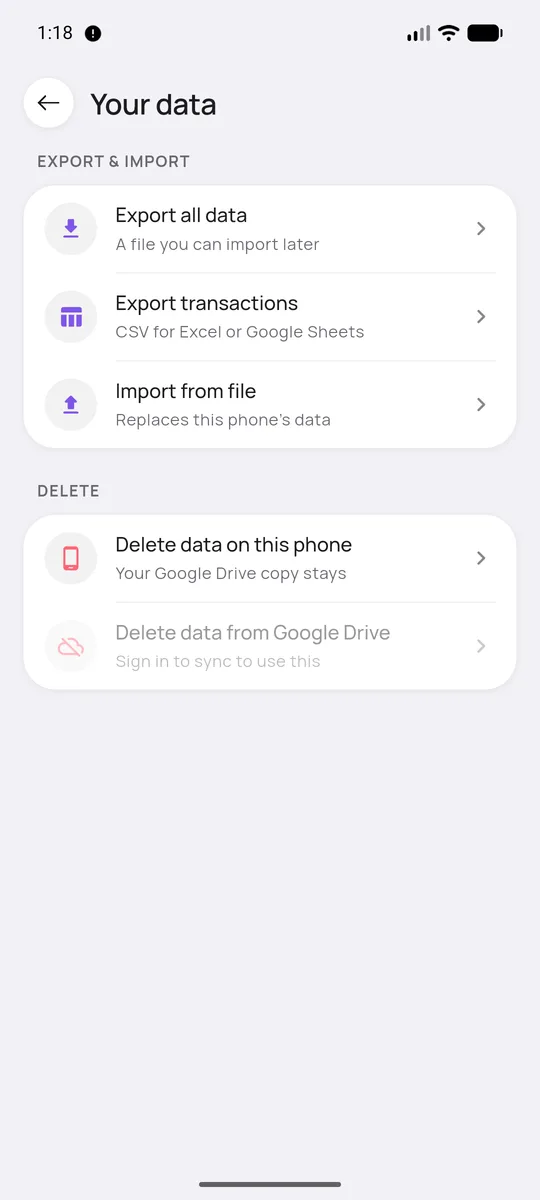 1:18
Your data
EXPORT & IMPORT
Export all data
A file you can import later
Export transactions
CSV for Excel or Google Sheets
Import from file
Replaces this phone's data
DELETE
Delete data on this phone
Your Google Drive copy stays
Delete data from Google Drive
Sign in to sync to use this